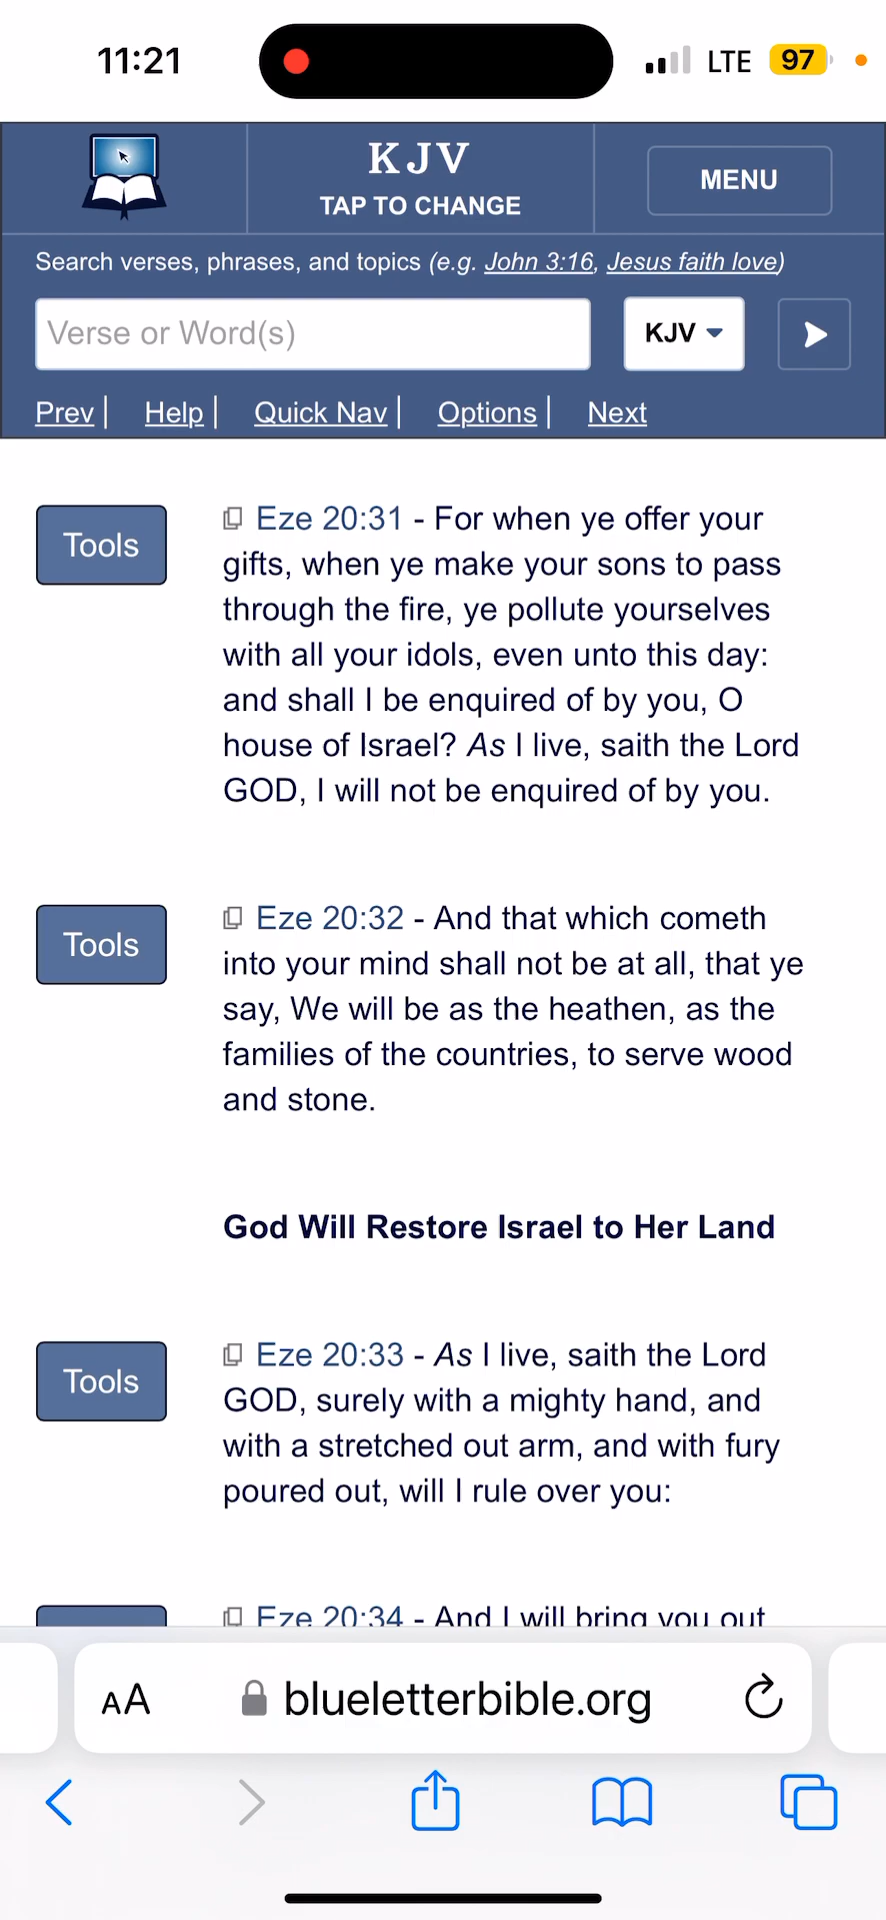 11:21
LTE 97
KJV
TAP TO CHANGE
MENU
Search verses, phrases, and topics (e.g. John 3:16, Jesus faith love)
Verse or Word(s)
KJV
Prev | Help | Quick Nav | Options | Next
Tools
Eze 20:31 - For when ye offer your
gifts, when ye make your sons to pass
through the fire, ye pollute yourselves
with all your idols, even unto this day:
and shall I be enquired of by you, O
house of Israel? As I live, saith the Lord
GOD, I will not be enquired of by you.
Tools
Eze 20:32 - And that which cometh
into your mind shall not be at all, that ye
say, We will be as the heathen, as the
families of the countries, to serve wood
and stone.
God Will Restore Israel to Her Land
Tools
Eze 20:33 - As I live, saith the Lord
GOD, surely with a mighty hand, and
with a stretched out arm, and with fury
poured out, will I rule over you:
Eze 20:34 - And I will bring you out
AA blueletterbible.org